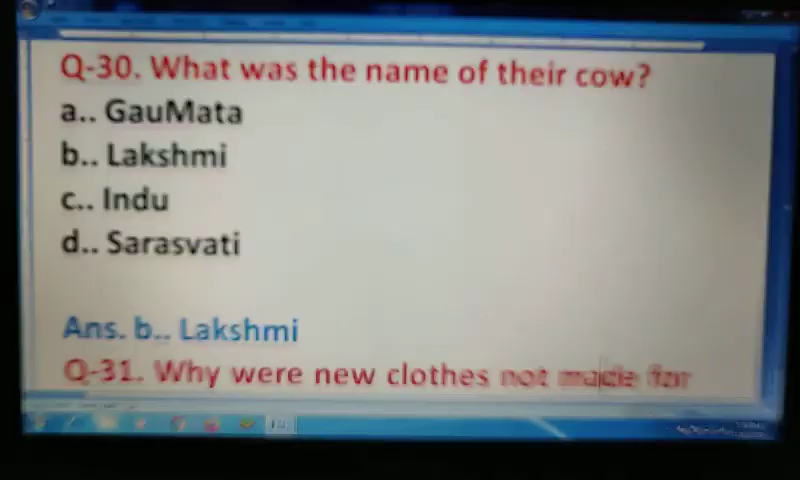 Q-30. What was the name of their cow?
a.. GauMata
b.. Lakshmi
c.. Indu
d.. Sarasvati
Ans. b.. Lakshmi
Q-31. Why were new clothes not made for